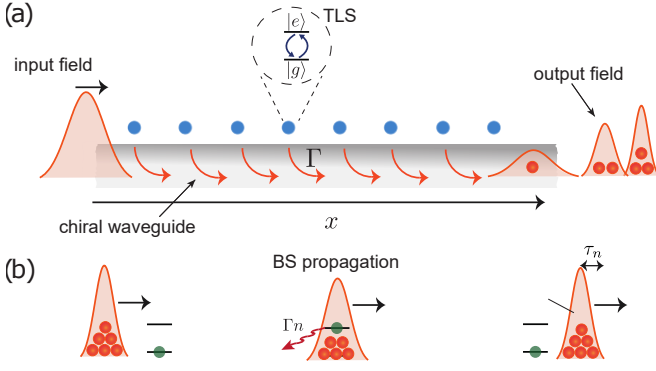 (a)
|e⟩
TLS
|g⟩
input field
output field
Γ
chiral waveguide
x
(b)
BS propagation
τn
Γn